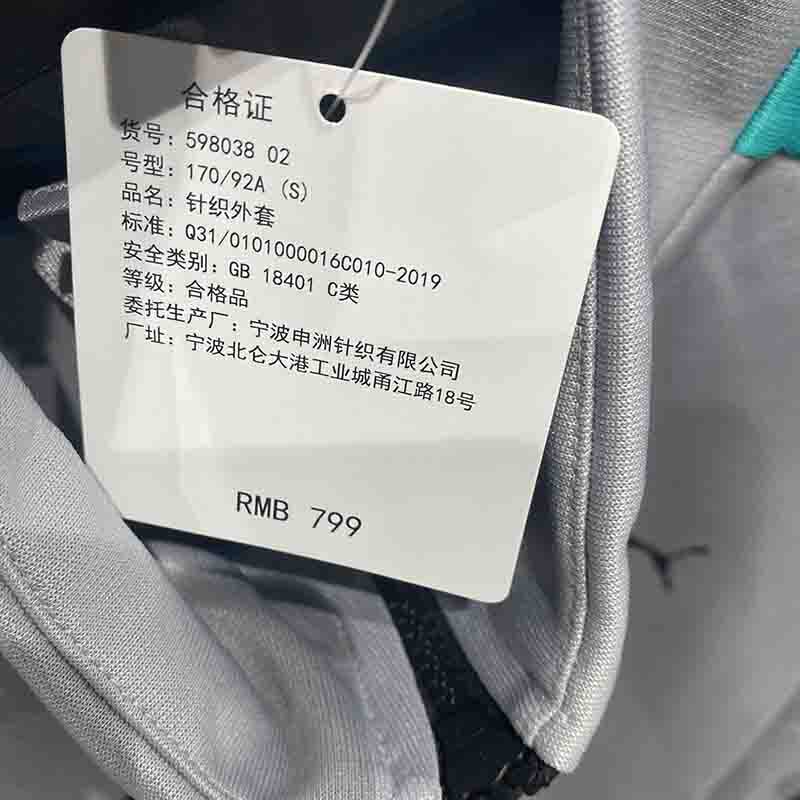 合格证
货号: 598038 02
号型: 170/92A (S)
品名: 针织外套
标准: Q31/0101000016C010-2019
安全类别: GB 18401 C类
等级: 合格品
委托生产厂: 宁波申洲针织有限公司
厂址: 宁波北仑大港工业城甬江路18号
RMB 799